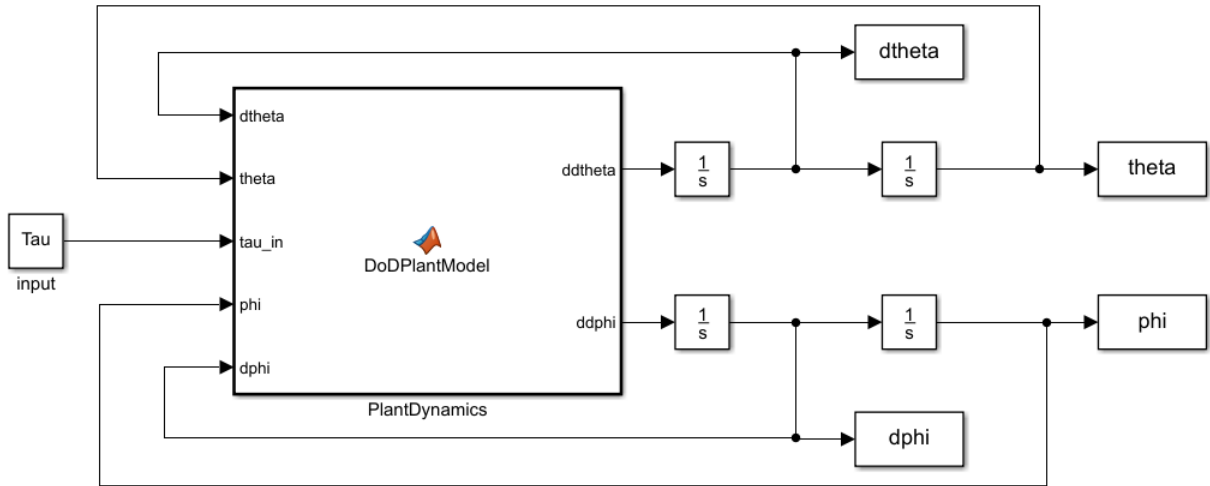 dtheta
dtheta
ddtheta
1
s
1
s
theta
theta
Tau
tau_in
input
DoDPlantModel
phi
ddphi
1
s
1
s
phi
dphi
PlantDynamics
dphi